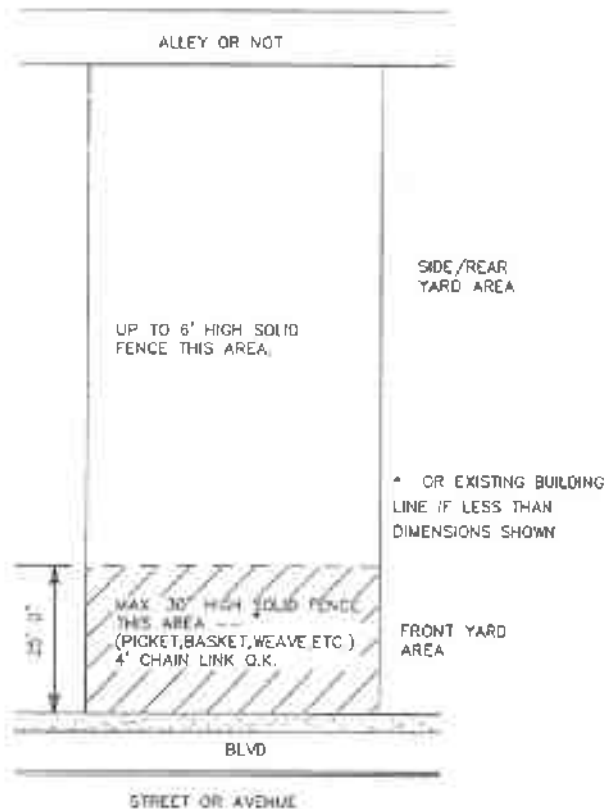 ALLEY OR NOT
SIDE/REAR
YARD AREA
UP TO 6' HIGH SOLID
FENCE THIS AREA.
* OR EXISTING BUILDING
LINE IF LESS THAN
DIMENSIONS SHOWN
MAX. 30" HIGH SOLID FENCE
THIS AREA --
(PICKET,BASKET,WEAVE,ETC.)
4' CHAIN LINK O.K.
FRONT YARD
AREA
BLVD
STREET OR AVENUE